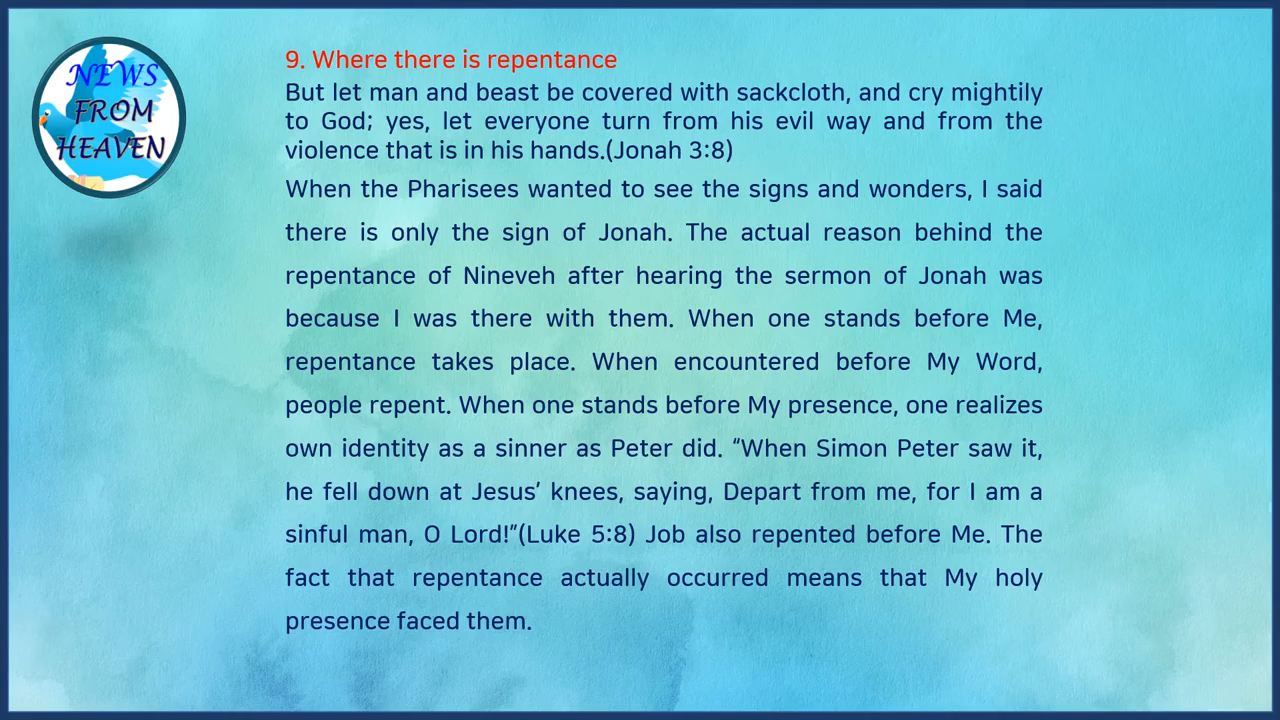 NEWS
FROM
HEAVEN
9. Where there is repentance
But let man and beast be covered with sackcloth, and cry mightily
to God; yes, let everyone turn from his evil way and from the
violence that is in his hands.(Jonah 3:8)
When the Pharisees wanted to see the signs and wonders, I said
there is only the sign of Jonah. The actual reason behind the
repentance of Nineveh after hearing the sermon of Jonah was
because I was there with them. When one stands before Me,
repentance takes place. When encountered before My Word,
people repent. When one stands before My presence, one realizes
own identity as a sinner as Peter did. “When Simon Peter saw it,
he fell down at Jesus’ knees, saying, Depart from me, for I am a
sinful man, O Lord!”(Luke 5:8) Job also repented before Me. The
fact that repentance actually occurred means that My holy
presence faced them.